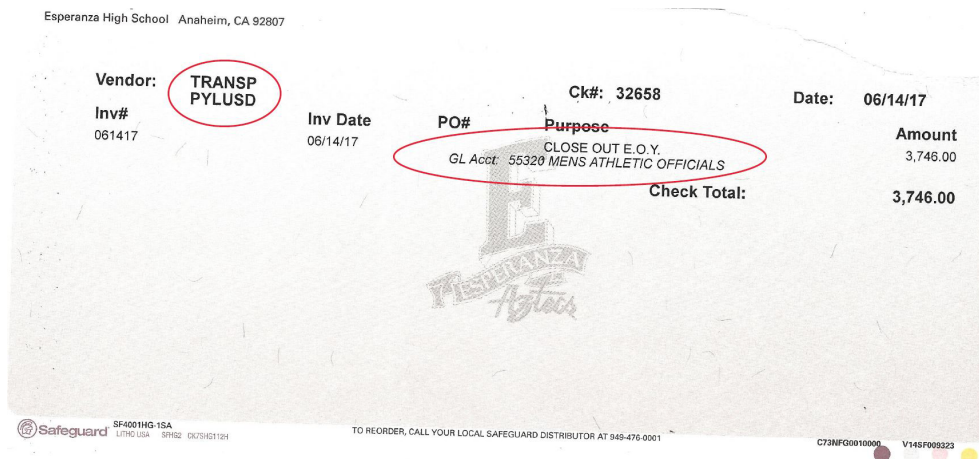 Esperanza High School Anaheim, CA 92807
Vendor: TRANSP PYLUSD
Ck#: 32658
Date: 06/14/17
Inv# Inv Date PO# Purpose Amount
061417 06/14/17 CLOSE OUT E.O.Y. 3,746.00
GL Acct: 55320 MENS ATHLETIC OFFICIALS
Check Total: 3,746.00
E
ESPERANZA
Aztecs
Safeguard SF4001HG-1SA
LITHO USA SFHG2 CK7SHG112H
TO REORDER, CALL YOUR LOCAL SAFEGUARD DISTRIBUTOR AT 949-476-0001
C73NFG0010000 V14SF009323